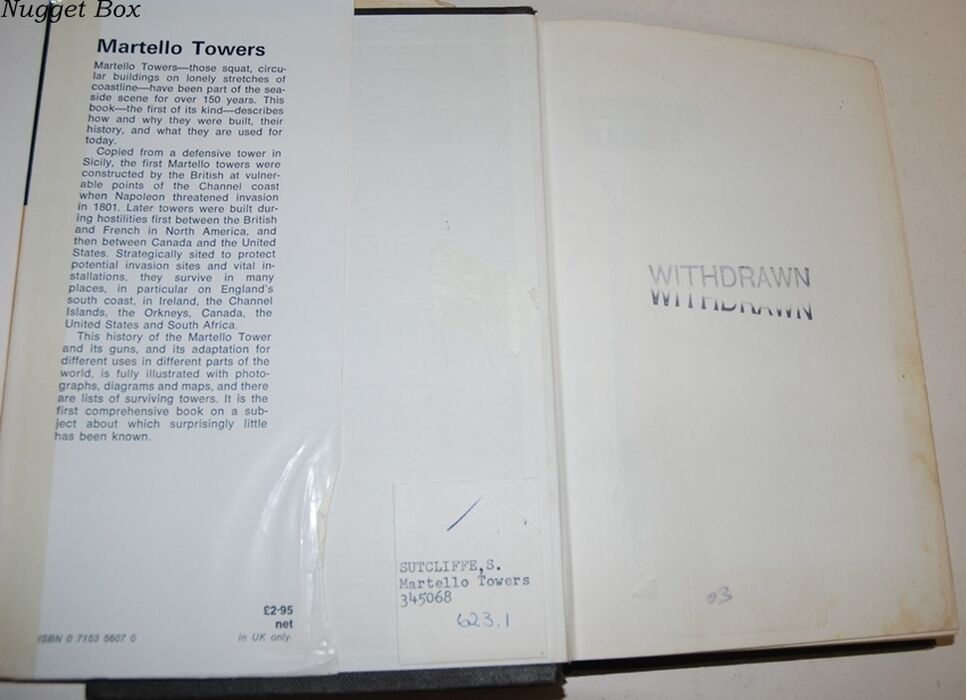 Nugget Box
Martello Towers
Martello Towers—those squat, circu-
lar buildings on lonely stretches of
coastline—have been part of the sea-
side scene for over 150 years. This
book—the first of its kind—describes
how and why they were built, their
history, and what they are used for
today.
Copied from a defensive tower in
Sicily, the first Martello towers were
constructed by the British at vulner-
able points of the Channel coast
when Napoleon threatened invasion
in 1801. Later towers were built dur-
ing hostilities first between the British
and French in North America, and
then between Canada and the United
States. Strategically sited to protect
potential invasion sites and vital in-
stallations, they survive in many
places, in particular on England's
south coast, in Ireland, the Channel
Islands, the Orkneys, Canada, the
United States and South Africa.
This history of the Martello Tower
and its guns, and its adaptation for
different uses in different parts of the
world, is fully illustrated with photo-
graphs, diagrams and maps, and there
are lists of surviving towers. It is the
first comprehensive book on a sub-
ject about which surprisingly little
has been known.
£2·95
net
In UK only
ISBN 0 7153 5607 0
SUTCLIFFE,S.
Martello Towers
345068
623.1
WITHDRAWN
WITHDRAWN
03